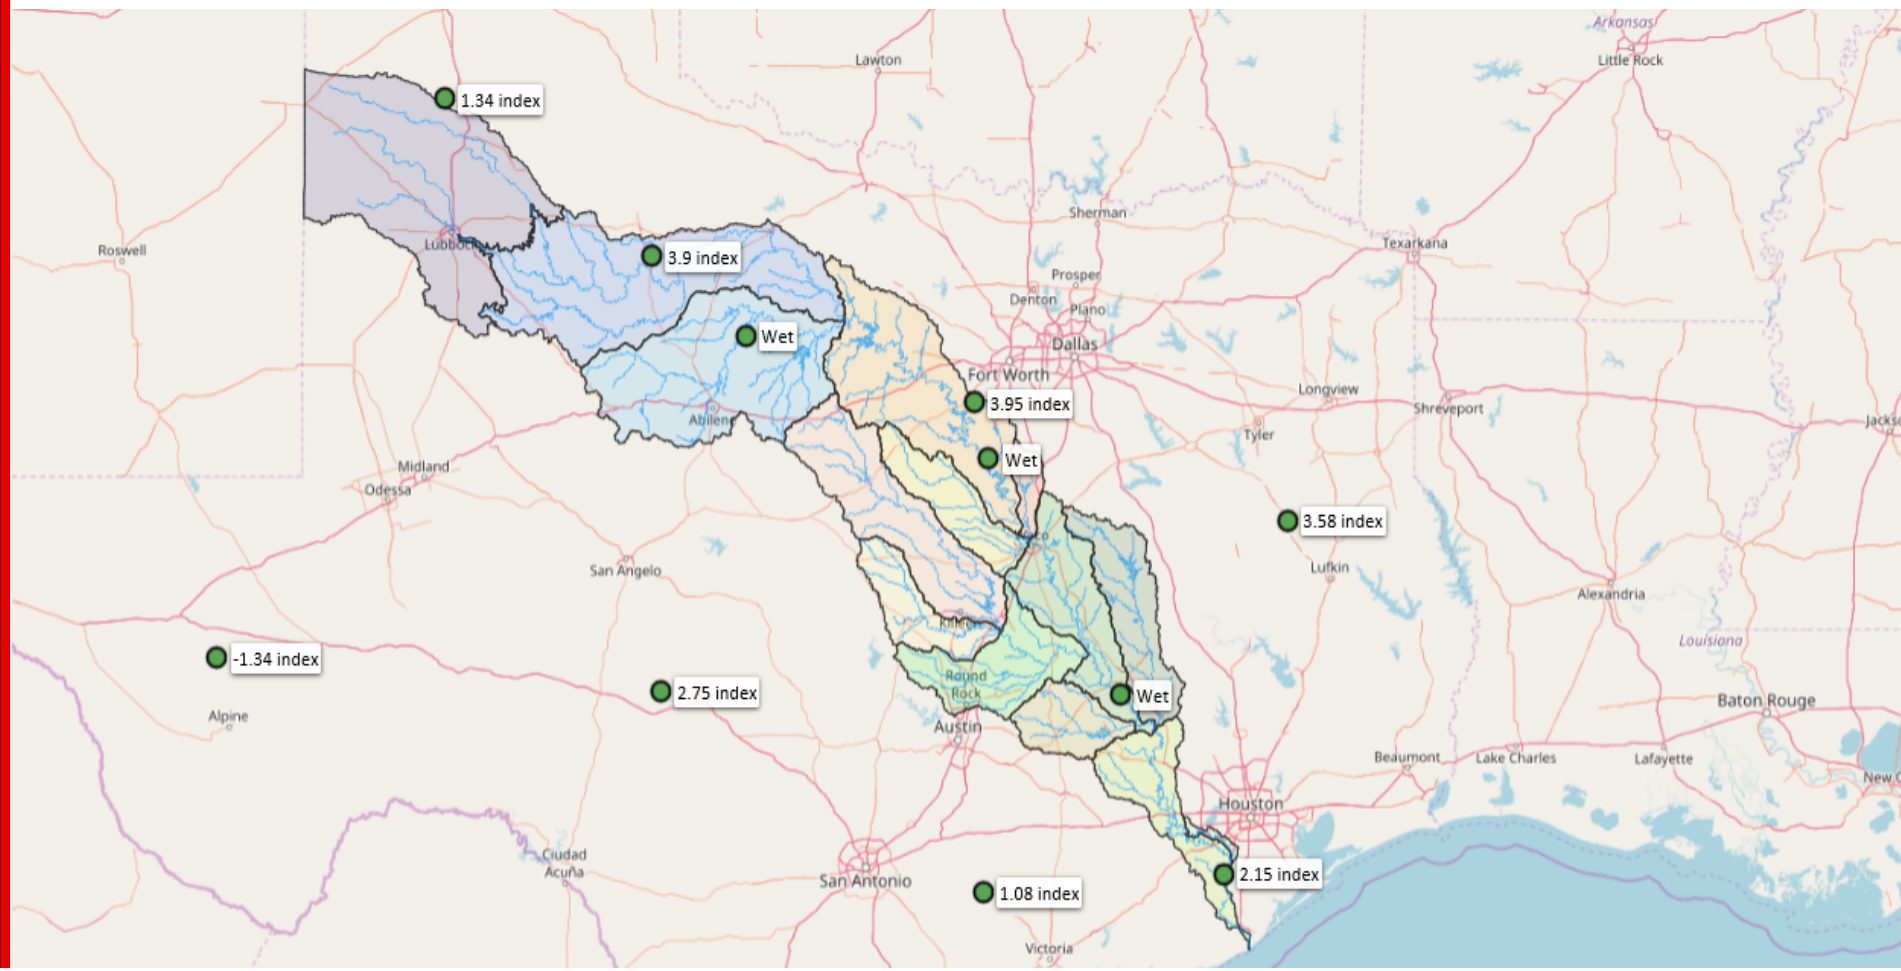 Arkansas
Little Rock
Lawton
1.34 index
Sherman
Texarkana
Roswell
Lubbock
3.9 index
Prosper
Denton
Plano
Wet
Dallas
Fort Worth
Longview
3.95 index
Shreveport
Abilene
Tyler
Midland
Wet
Odessa
3.58 index
San Angelo
Lufkin
Alexandria
Louisiana
-1.34 index
Round
Rock
2.75 index
Wet
Baton Rouge
Alpine
Austin
Beaumont
Lake Charles
Lafayette
Houston
Ciudad
Acuña
San Antonio
2.15 index
1.08 index
Victoria